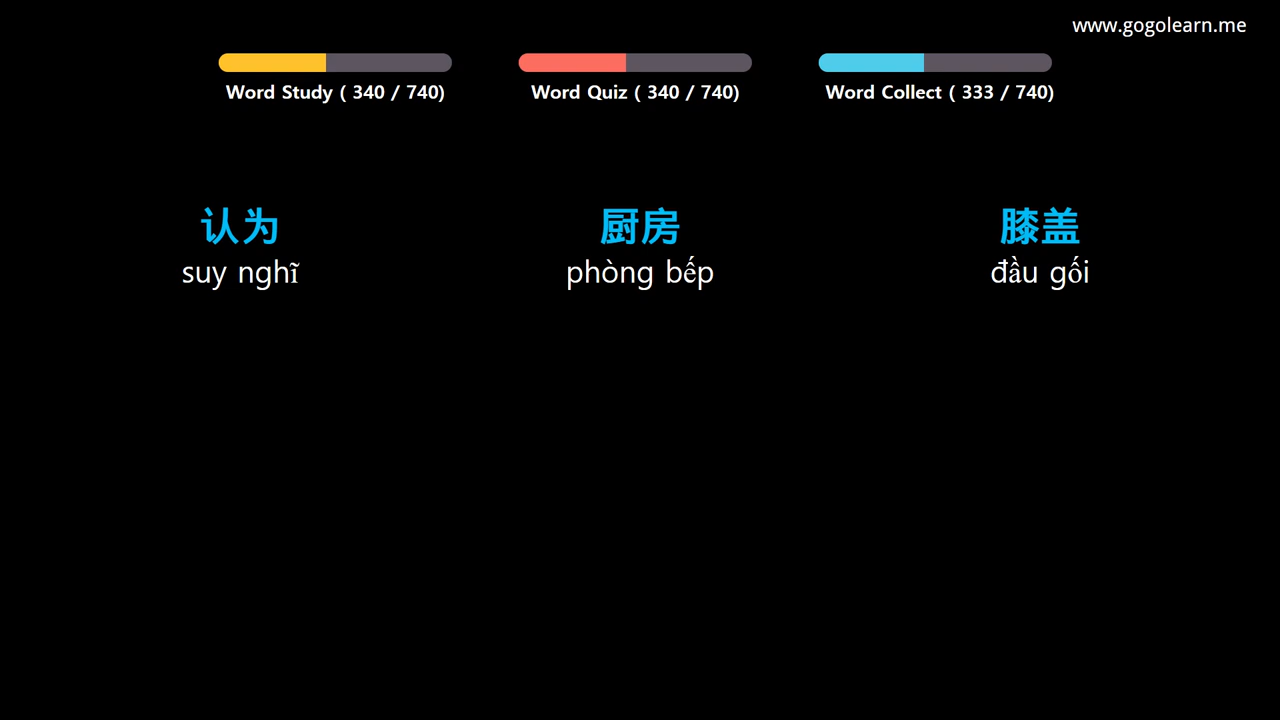 www.gogolearn.me
Word Study ( 340 / 740)
Word Quiz ( 340 / 740)
Word Collect ( 333 / 740)
认为
suy nghĩ
厨房
phòng bếp
膝盖
đầu gối